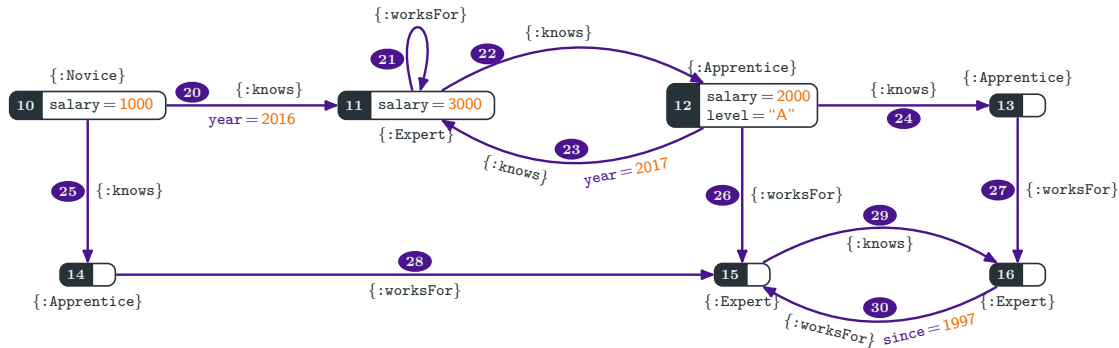 {:worksFor}
21
22
{:knows}
{:Novice}
10 salary = 1000
20
{:knows}
year = 2016
11 salary = 3000
{:Expert}
{:Apprentice}
12 salary = 2000
level = "A"
{:knows}
24
{:Apprentice}
13
23
{:knows}
year = 2017
25
{:knows}
26
{:worksFor}
27
{:worksFor}
14
{:Apprentice}
28
{:worksFor}
15
{:Expert}
29
{:knows}
16
{:Expert}
30
{:worksFor} since = 1997